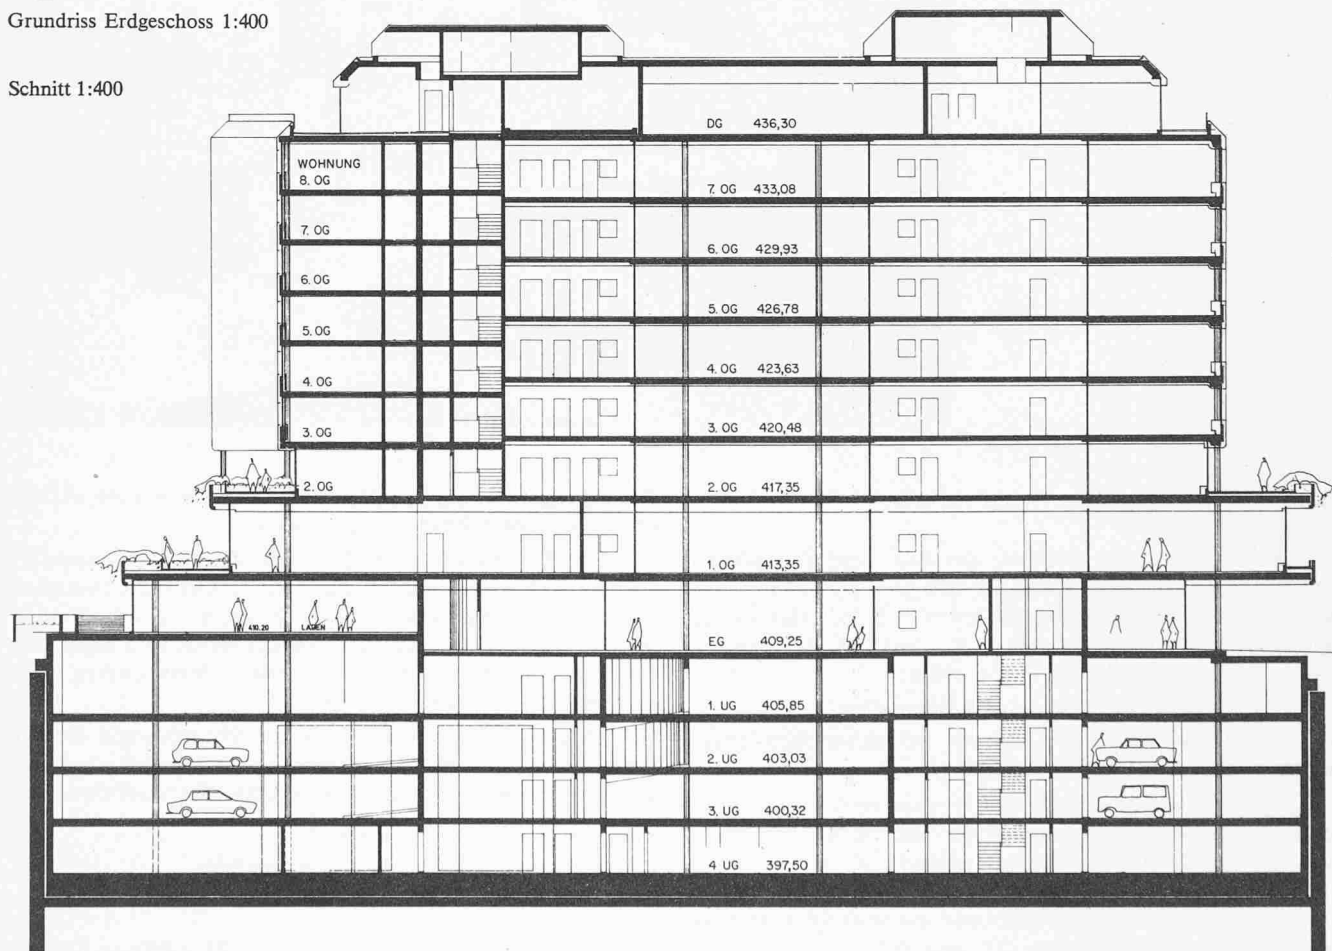 Grundriss Erdgeschoss 1:400
Schnitt 1:400
DG 436,30
WOHNUNG
8. OG
7. OG 433,08
7. OG
6. OG 429,93
6. OG
5. OG 426,78
5. OG
4. OG 423,63
4. OG
3. OG 420,48
3. OG
2. OG 417,35
2. OG
1. OG 413,35
410.20 LADEN
EG 409,25
1. UG 405,85
2. UG 403,03
3. UG 400,32
4 UG 397,50